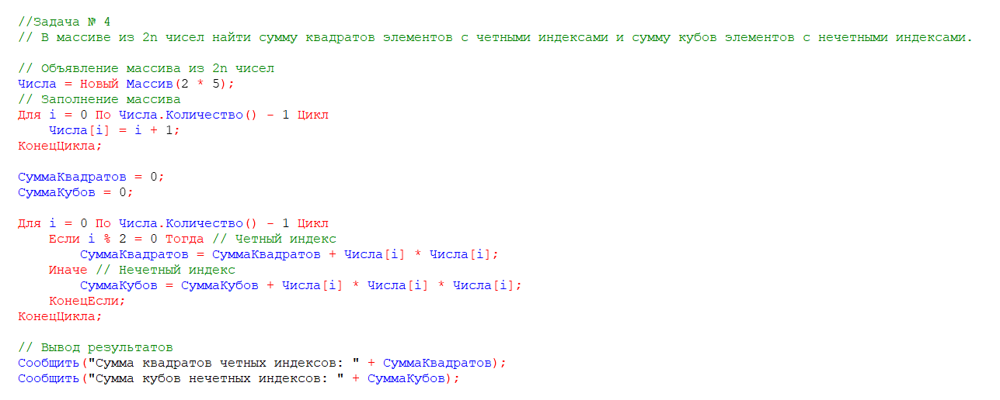 //Задача № 4
// В массиве из 2n чисел найти сумму квадратов элементов с четными индексами и сумму кубов элементов с нечетными индексами.
// Объявление массива из 2n чисел
Числа = Новый Массив(2 * 5);
// Заполнение массива
Для i = 0 По Числа.Количество() - 1 Цикл
    Числа[i] = i + 1;
КонецЦикла;
СуммаКвадратов = 0;
СуммаКубов = 0;
Для i = 0 По Числа.Количество() - 1 Цикл
    Если i % 2 = 0 Тогда // Четный индекс
        СуммаКвадратов = СуммаКвадратов + Числа[i] * Числа[i];
    Иначе // Нечетный индекс
        СуммаКубов = СуммаКубов + Числа[i] * Числа[i] * Числа[i];
    КонецЕсли;
КонецЦикла;
// Вывод результатов
Сообщить("Сумма квадратов четных индексов: " + СуммаКвадратов);
Сообщить("Сумма кубов нечетных индексов: " + СуммаКубов);